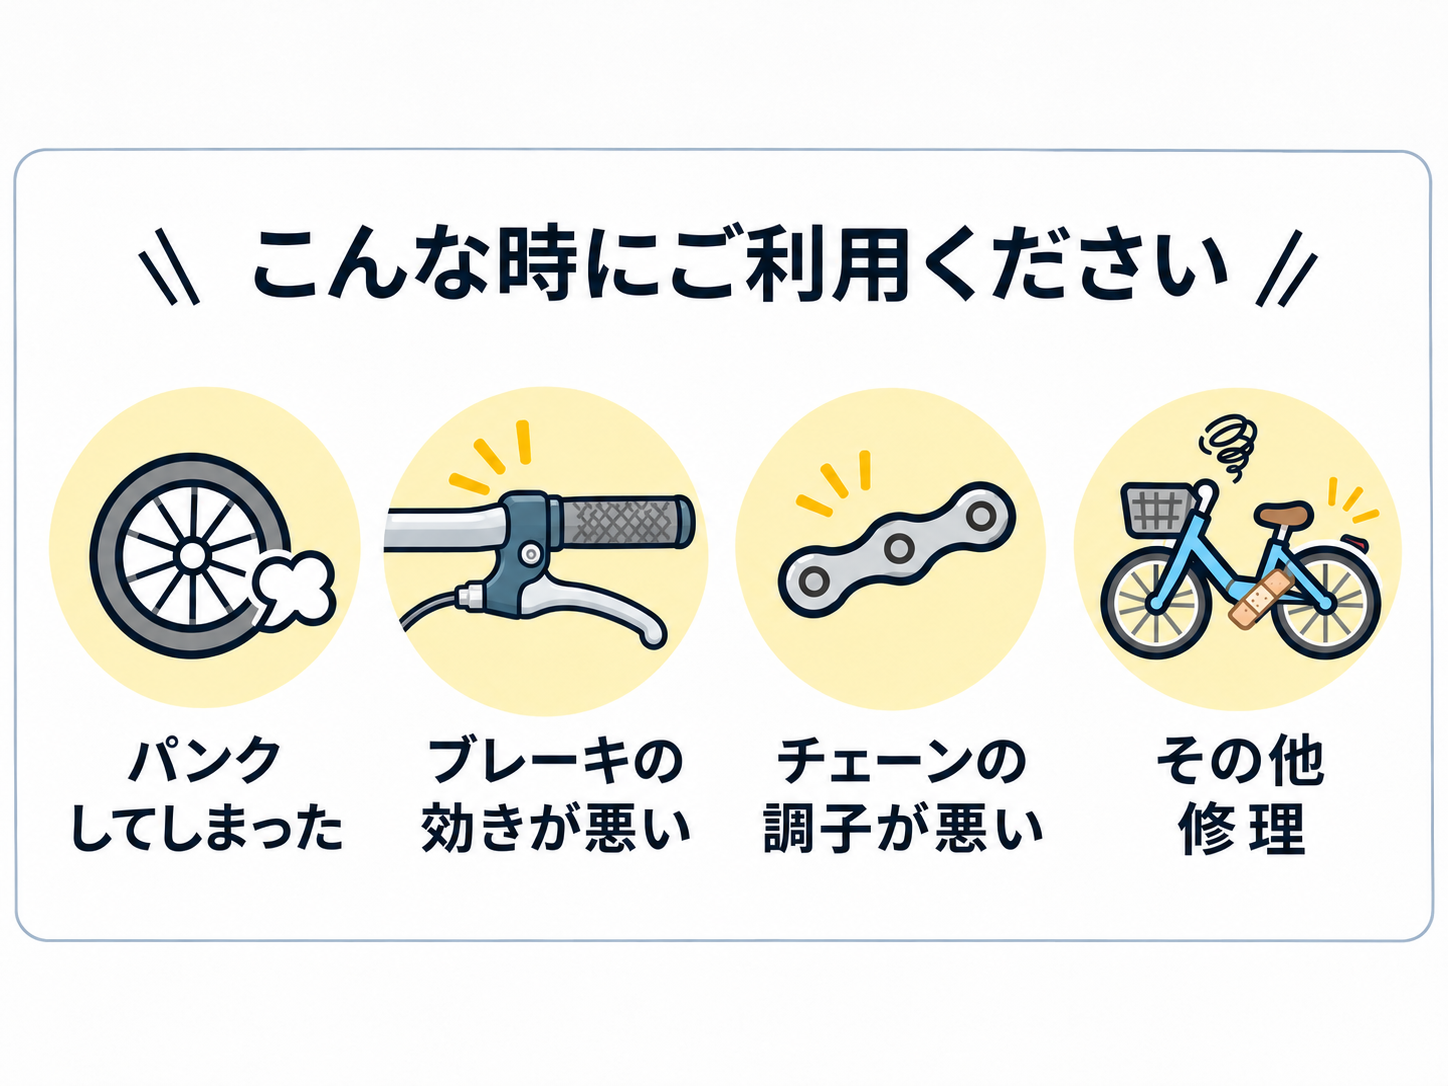 こんな時にご利用ください
パンク
してしまった
ブレーキの
効きが悪い
チェーンの
調子が悪い
その他
修理